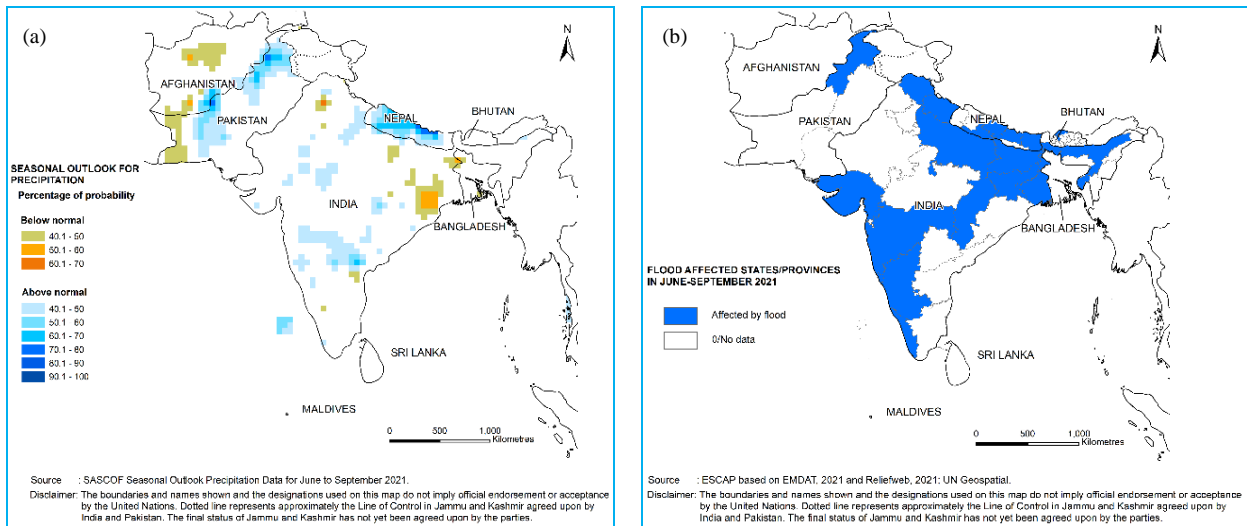 (a)
N
AFGHANISTAN
PAKISTAN
NEPAL
BHUTAN
INDIA
BANGLADESH
SRI LANKA
MALDIVES
SEASONAL OUTLOOK FOR
PRECIPITATION
Percentage of probability
Below normal
40.1 - 50
50.1 - 60
60.1 - 70
Above normal
40.1 - 50
50.1 - 60
60.1 - 70
70.1 - 80
80.1 - 90
90.1 - 100
0 500 1,000
Kilometres
Source : SASCOF Seasonal Outlook Precipitation Data for June to September 2021.
Disclaimer: The boundaries and names shown and the designations used on this map do not imply official endorsement or acceptance
by the United Nations. Dotted line represents approximately the Line of Control in Jammu and Kashmir agreed upon by
India and Pakistan. The final status of Jammu and Kashmir has not yet been agreed upon by the parties.
(b)
N
AFGHANISTAN
PAKISTAN
NEPAL
BHUTAN
INDIA
BANGLADESH
SRI LANKA
MALDIVES
FLOOD AFFECTED STATES/PROVINCES
IN JUNE-SEPTEMBER 2021
Affected by flood
0/No data
0 500 1,000
Kilometres
Source : ESCAP based on EMDAT, 2021 and Reliefweb, 2021: UN Geospatial.
Disclaimer: The boundaries and names shown and the designations used on this map do not imply official endorsement or acceptance
by the United Nations. Dotted line represents approximately the Line of Control in Jammu and Kashmir agreed upon by
India and Pakistan. The final status of Jammu and Kashmir has not yet been agreed upon by the parties.